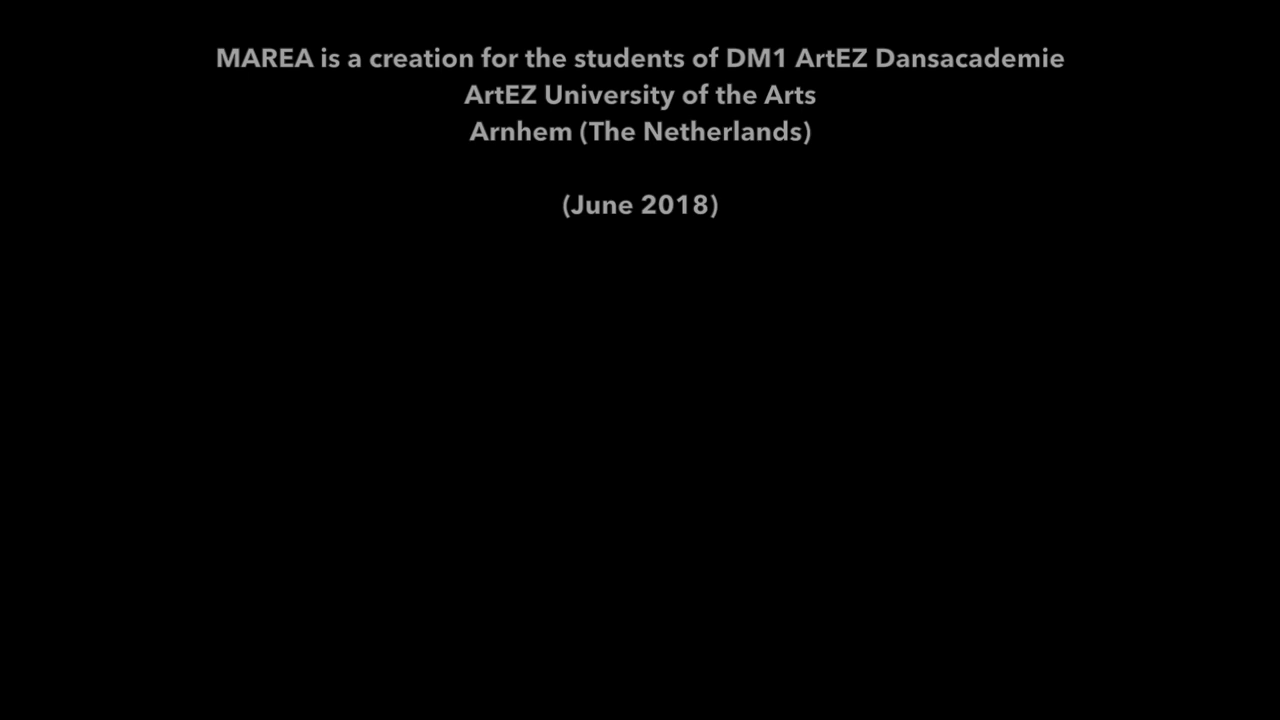 MAREA is a creation for the students of DM1 ArtEZ Dansacademie
ArtEZ University of the Arts
Arnhem (The Netherlands)
(June 2018)